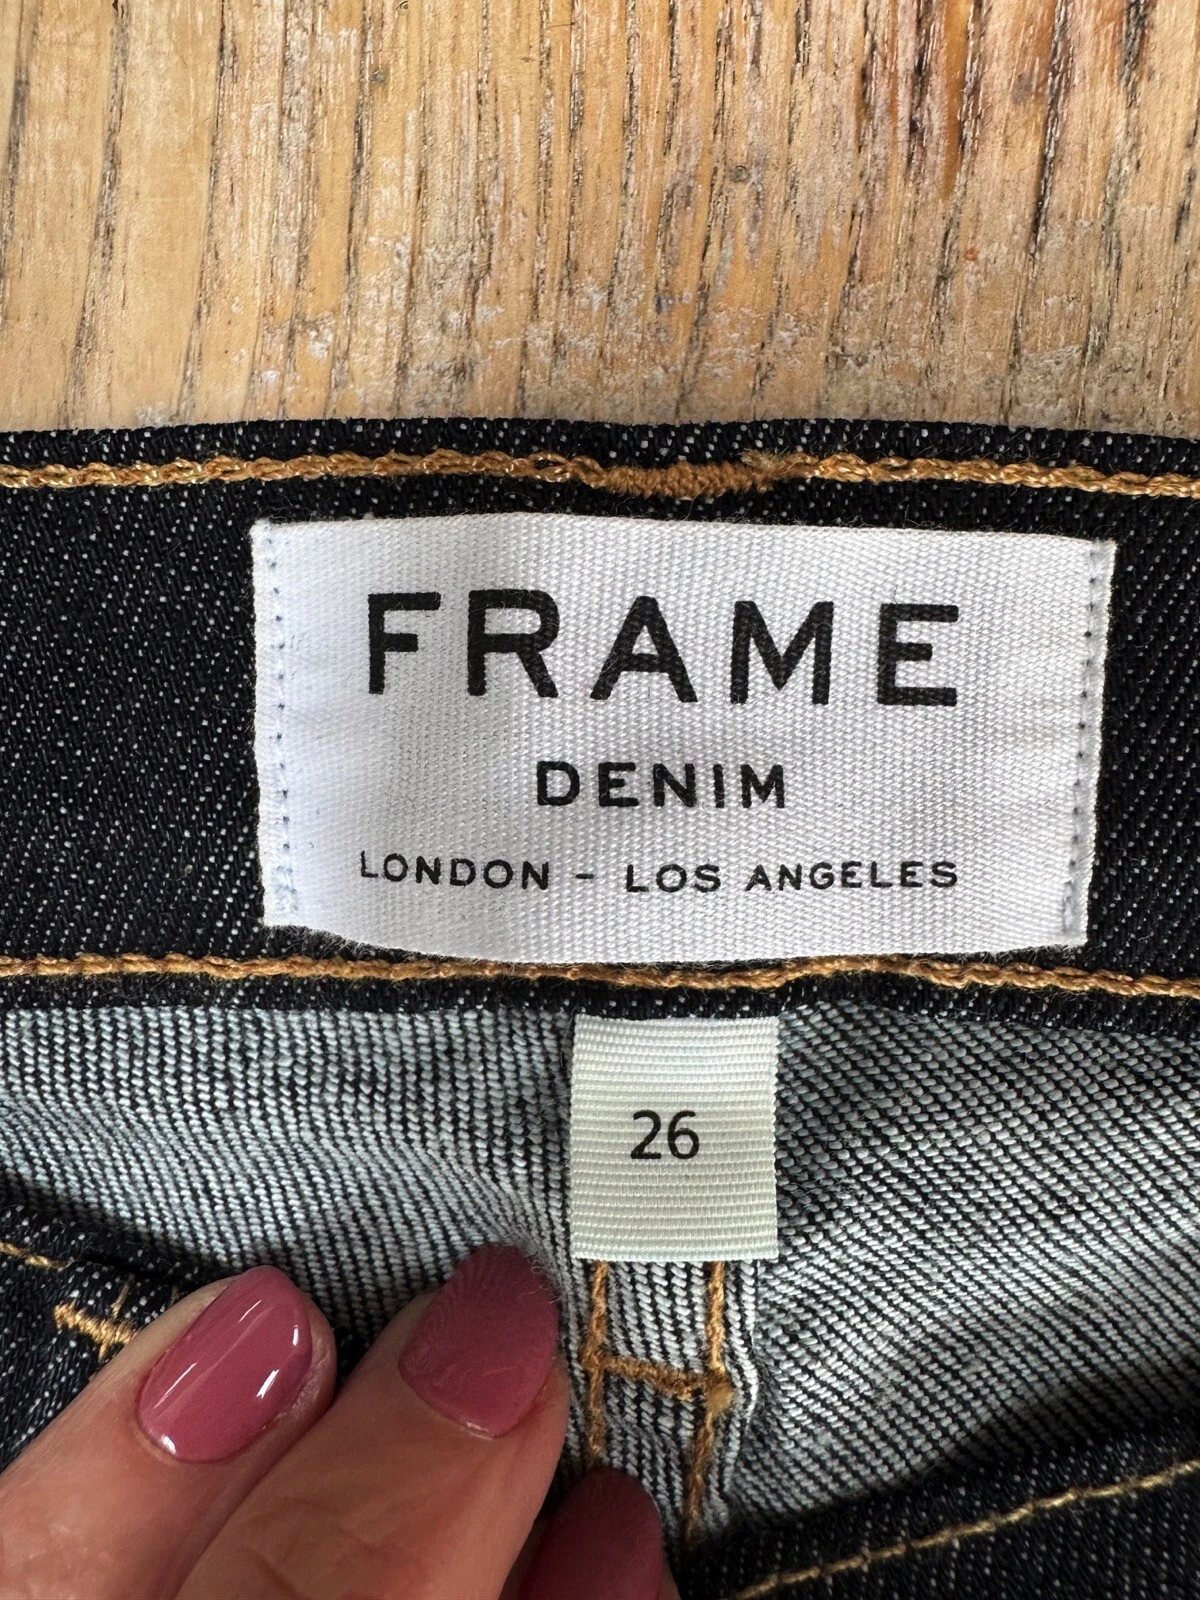 FRAME
DENIM
LONDON - LOS ANGELES
26